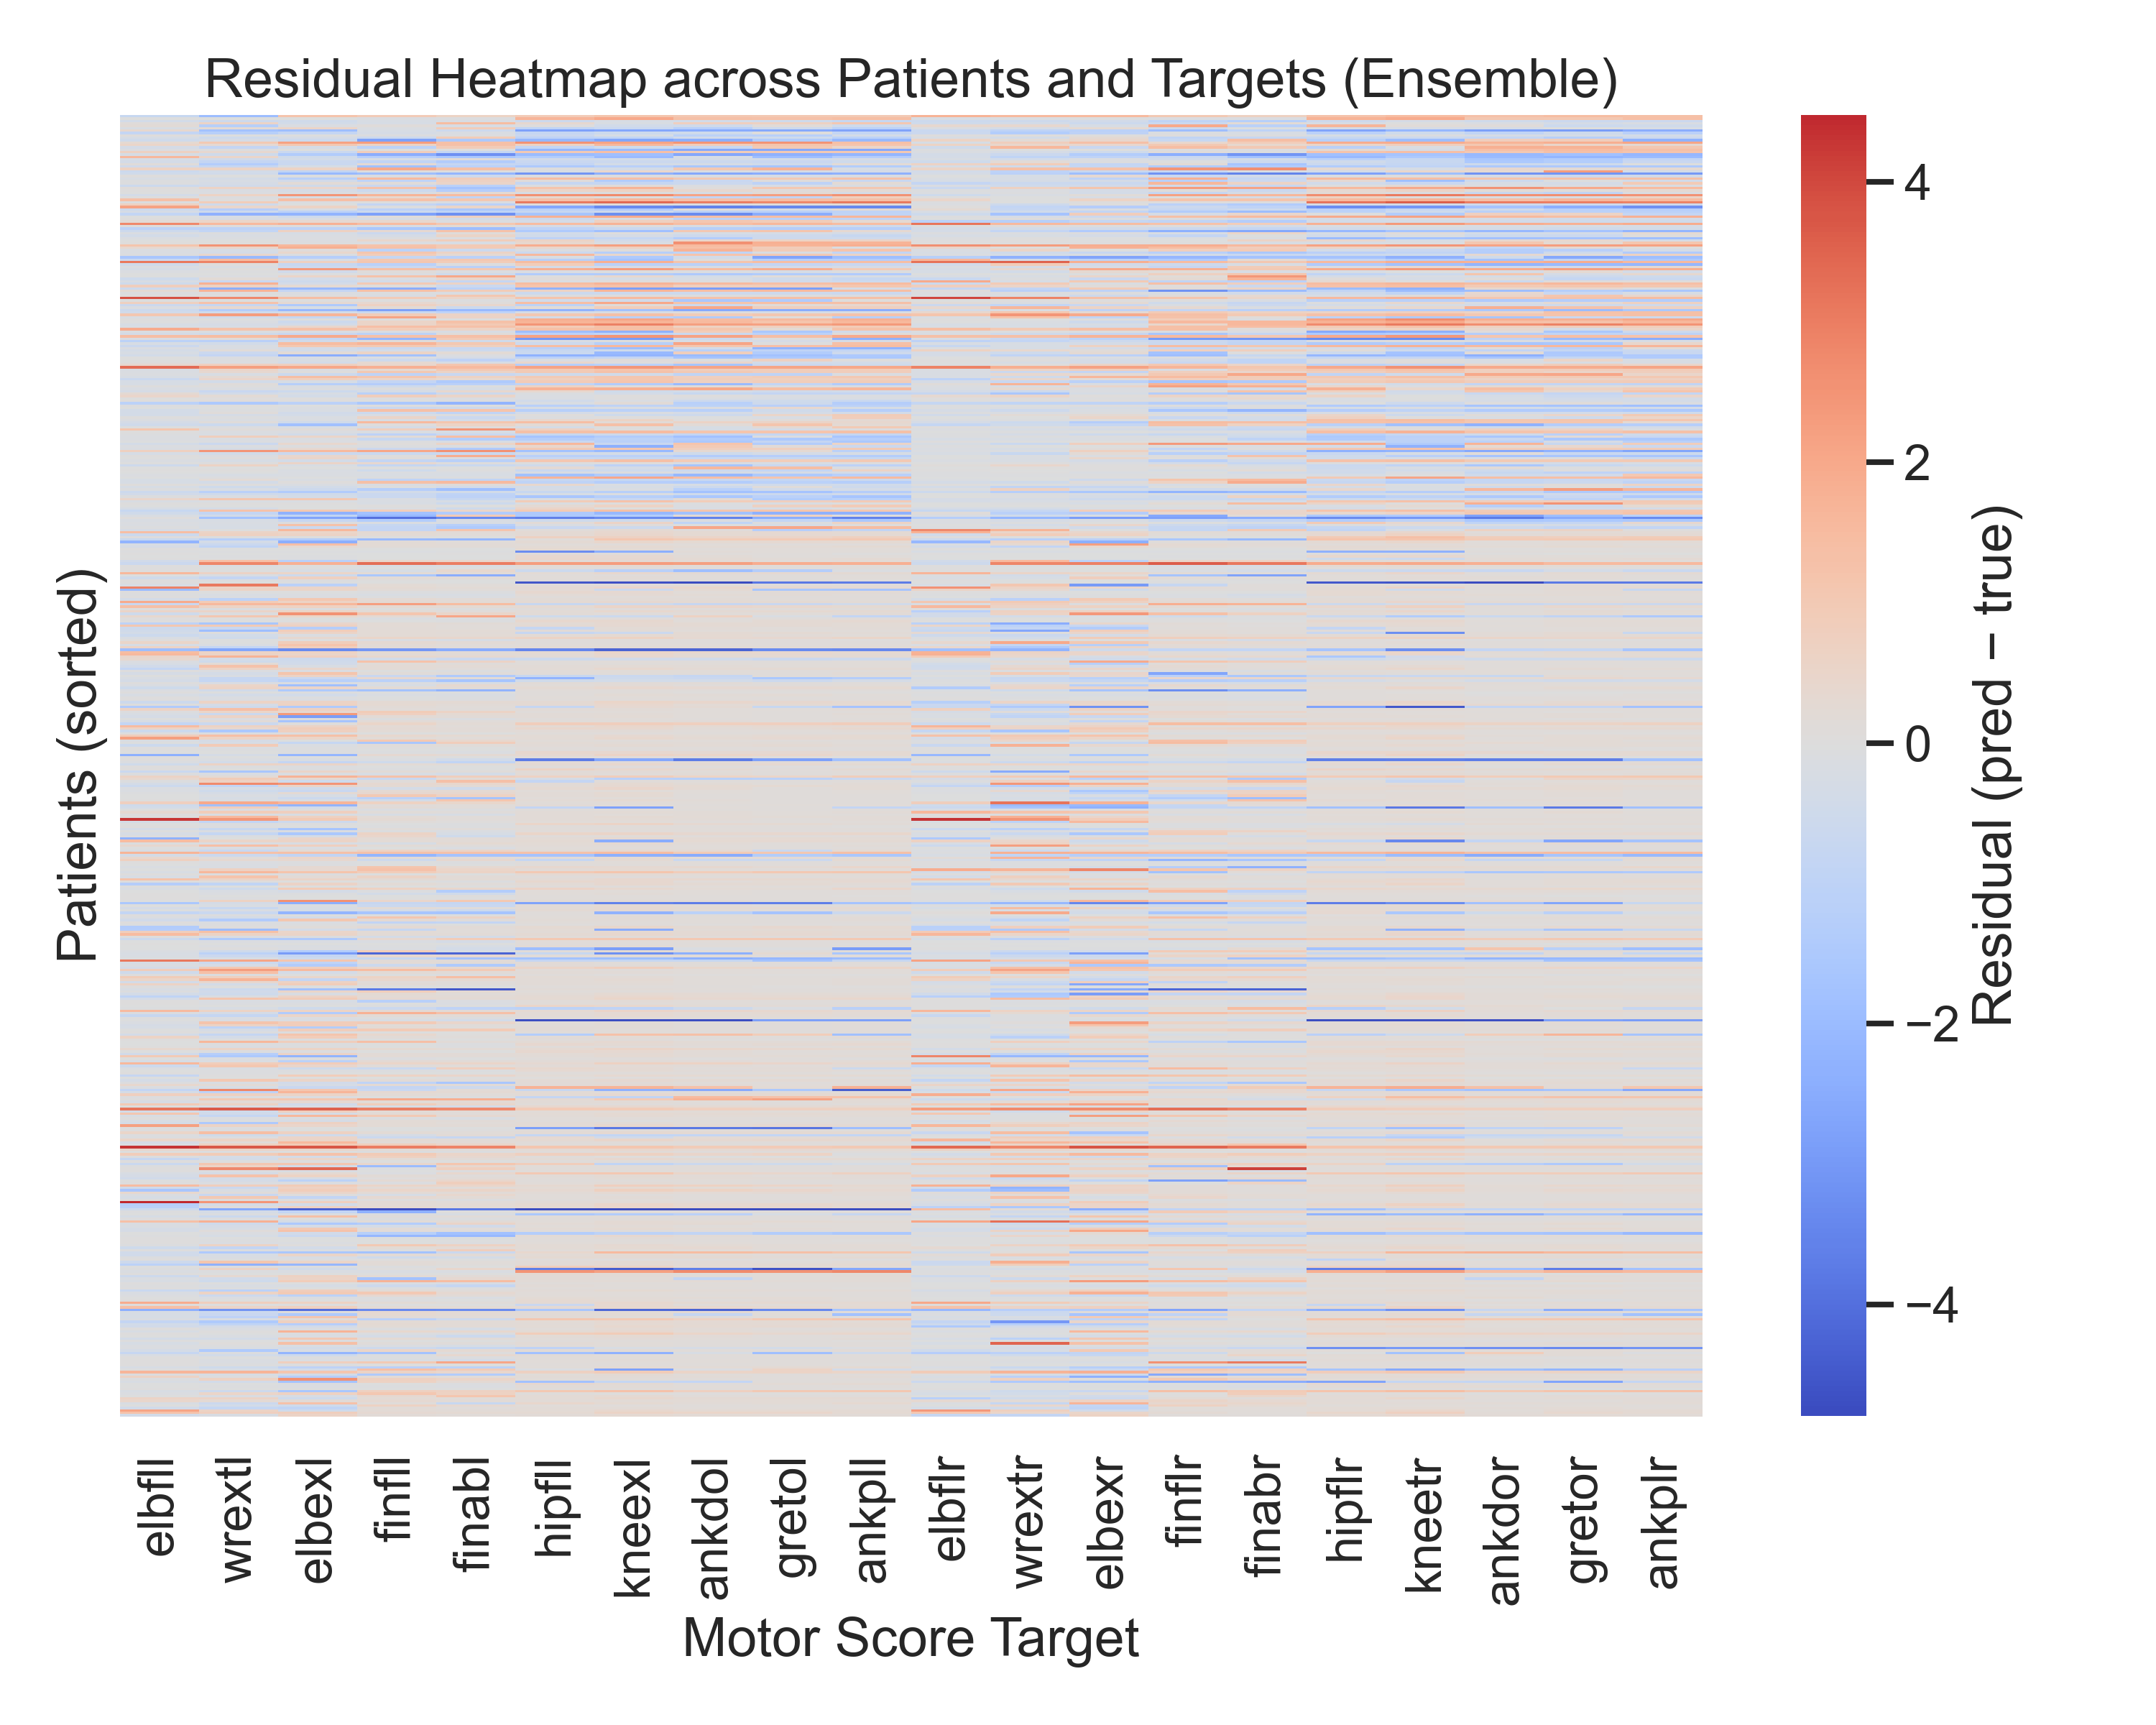 Residual Heatmap across Patients and Targets (Ensemble)
Patients (sorted)
elbfll
wrextl
elbexl
finfll
finabl
hipfll
kneexl
ankdol
gretol
ankpll
elbflr
wrextr
elbexr
finflr
finabr
hipflr
kneetr
ankdor
gretor
ankplr
Motor Score Target
4
2
0
−2
−4
Residual (pred − true)